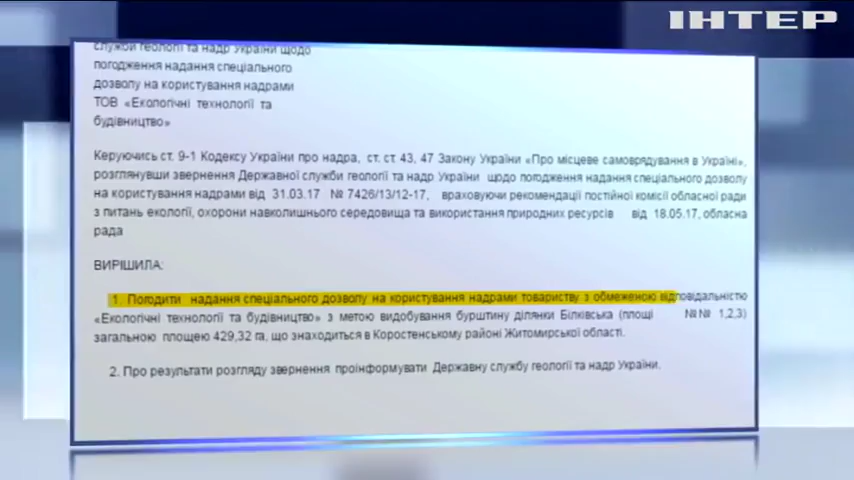 ІНТЕР
служби геології та надр України щодо
погодження надання спеціального
дозволу на користування надрами
ТОВ «Екологічні технології та
будівництво»
Керуючись ст. 9-1 Кодексу України про надра, ст. ст. 43, 47 Закону України «Про місцеве самоврядування в Україні»,
розглянувши звернення Державної служби геології та надр України щодо погодження надання спеціального дозволу
на користування надрами від 31.03.17 № 7426/13/12-17, враховуючи рекомендації постійної комісії обласної ради
з питань екології, охорони навколишнього середовища та використання природних ресурсів від 18.05.17, обласна
рада
ВИРІШИЛА:
1. Погодити надання спеціального дозволу на користування надрами товариству з обмеженою відповідальністю
«Екологічні технології та будівництво» з метою видобування бурштину ділянки Білківська (площі №№ 1,2,3)
загальною площею 429,32 га, що знаходиться в Коростенському районі Житомирської області.
2. Про результати розгляду звернення проінформувати Державну службу геології та надр України.